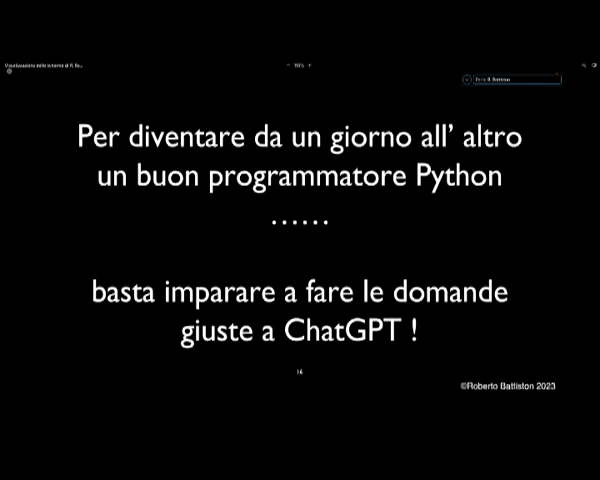 199%
Per diventare da un giorno all' altro
un buon programmatore Python
......
basta imparare a fare le domande
giuste a ChatGPT !
16
©Roberto Battiston 2023